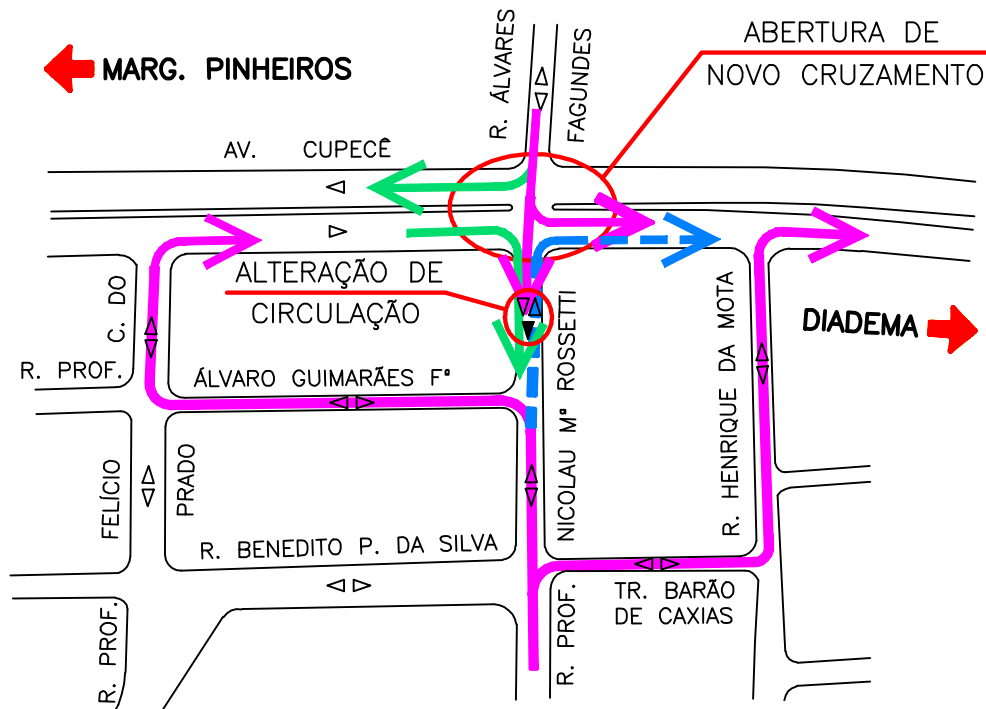 ABERTURA DE
NOVO CRUZAMENTO
R. ÁLVARES
FAGUNDES
MARG. PINHEIROS
AV. CUPECÊ
ALTERAÇÃO DE
CIRCULAÇÃO
DIADEMA
R. PROF.
C. DO
ÁLVARO GUIMARÃES Fº
NICOLAU Mª ROSSETTI
R. HENRIQUE DA MOTA
FELÍCIO
PRADO
R. BENEDITO P. DA SILVA
TR. BARÃO
DE CAXIAS
R. PROF.
R. PROF.